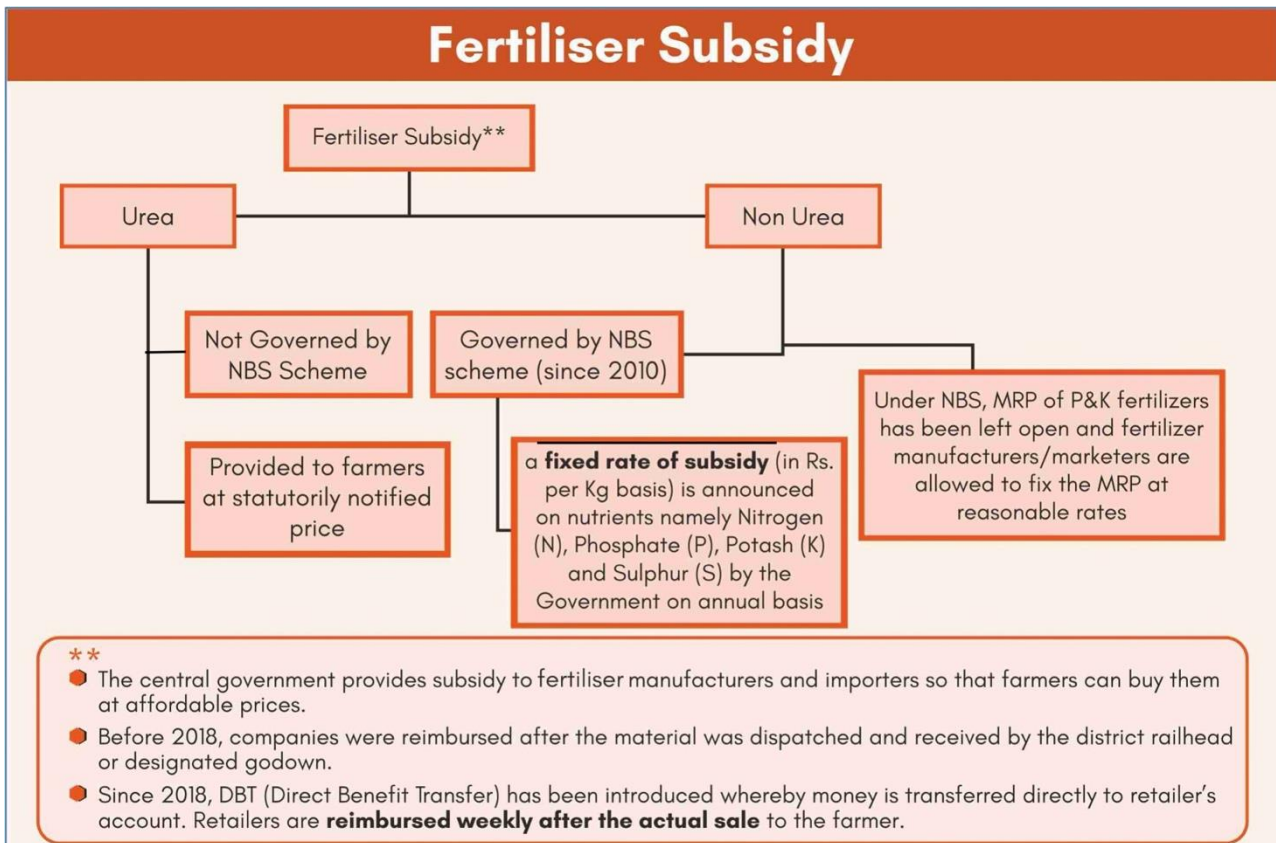 Fertiliser Subsidy
Fertiliser Subsidy**
Urea
Non Urea
Not Governed by
NBS Scheme
Governed by NBS
scheme (since 2010)
Under NBS, MRP of P&K fertilizers
has been left open and fertilizer
manufacturers/marketers are
allowed to fix the MRP at
reasonable rates
Provided to farmers
at statutorily notified
price
a fixed rate of subsidy (in Rs.
per Kg basis) is announced
on nutrients namely Nitrogen
(N), Phosphate (P), Potash (K)
and Sulphur (S) by the
Government on annual basis
**
The central government provides subsidy to fertiliser manufacturers and importers so that farmers can buy them
at affordable prices.
Before 2018, companies were reimbursed after the material was dispatched and received by the district railhead
or designated godown.
Since 2018, DBT (Direct Benefit Transfer) has been introduced whereby money is transferred directly to retailer's
account. Retailers are reimbursed weekly after the actual sale to the farmer.